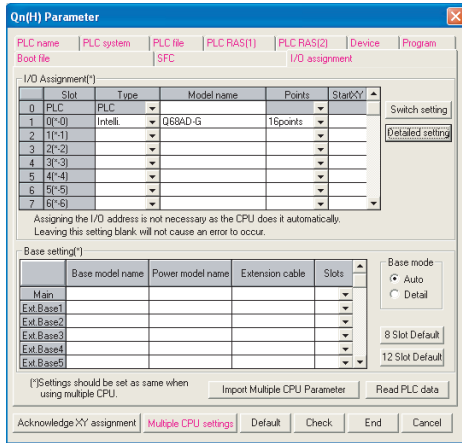 Qn(H) Parameter
PLC name PLC system PLC file PLC RAS(1) PLC RAS(2) Device Program
Boot file SFC I/O assignment
I/O Assignment(*)
Slot Type Model name Points StartXY
0 PLC PLC
1 0(*-0) Intelli. Q68AD-G 16points
2 1(*-1)
3 2(*-2)
4 3(*-3)
5 4(*-4)
6 5(*-5)
7 6(*-6)
Switch setting
Detailed setting
Assigning the I/O address is not necessary as the CPU does it automatically.
Leaving this setting blank will not cause an error to occur.
Base setting(*)
Base model name Power model name Extension cable Slots
Main
Ext.Base1
Ext.Base2
Ext.Base3
Ext.Base4
Ext.Base5
Base mode
Auto
Detail
8 Slot Default
12 Slot Default
(*)Settings should be set as same when
using multiple CPU.
Import Multiple CPU Parameter Read PLC data
Acknowledge XY assignment Multiple CPU settings Default Check End Cancel